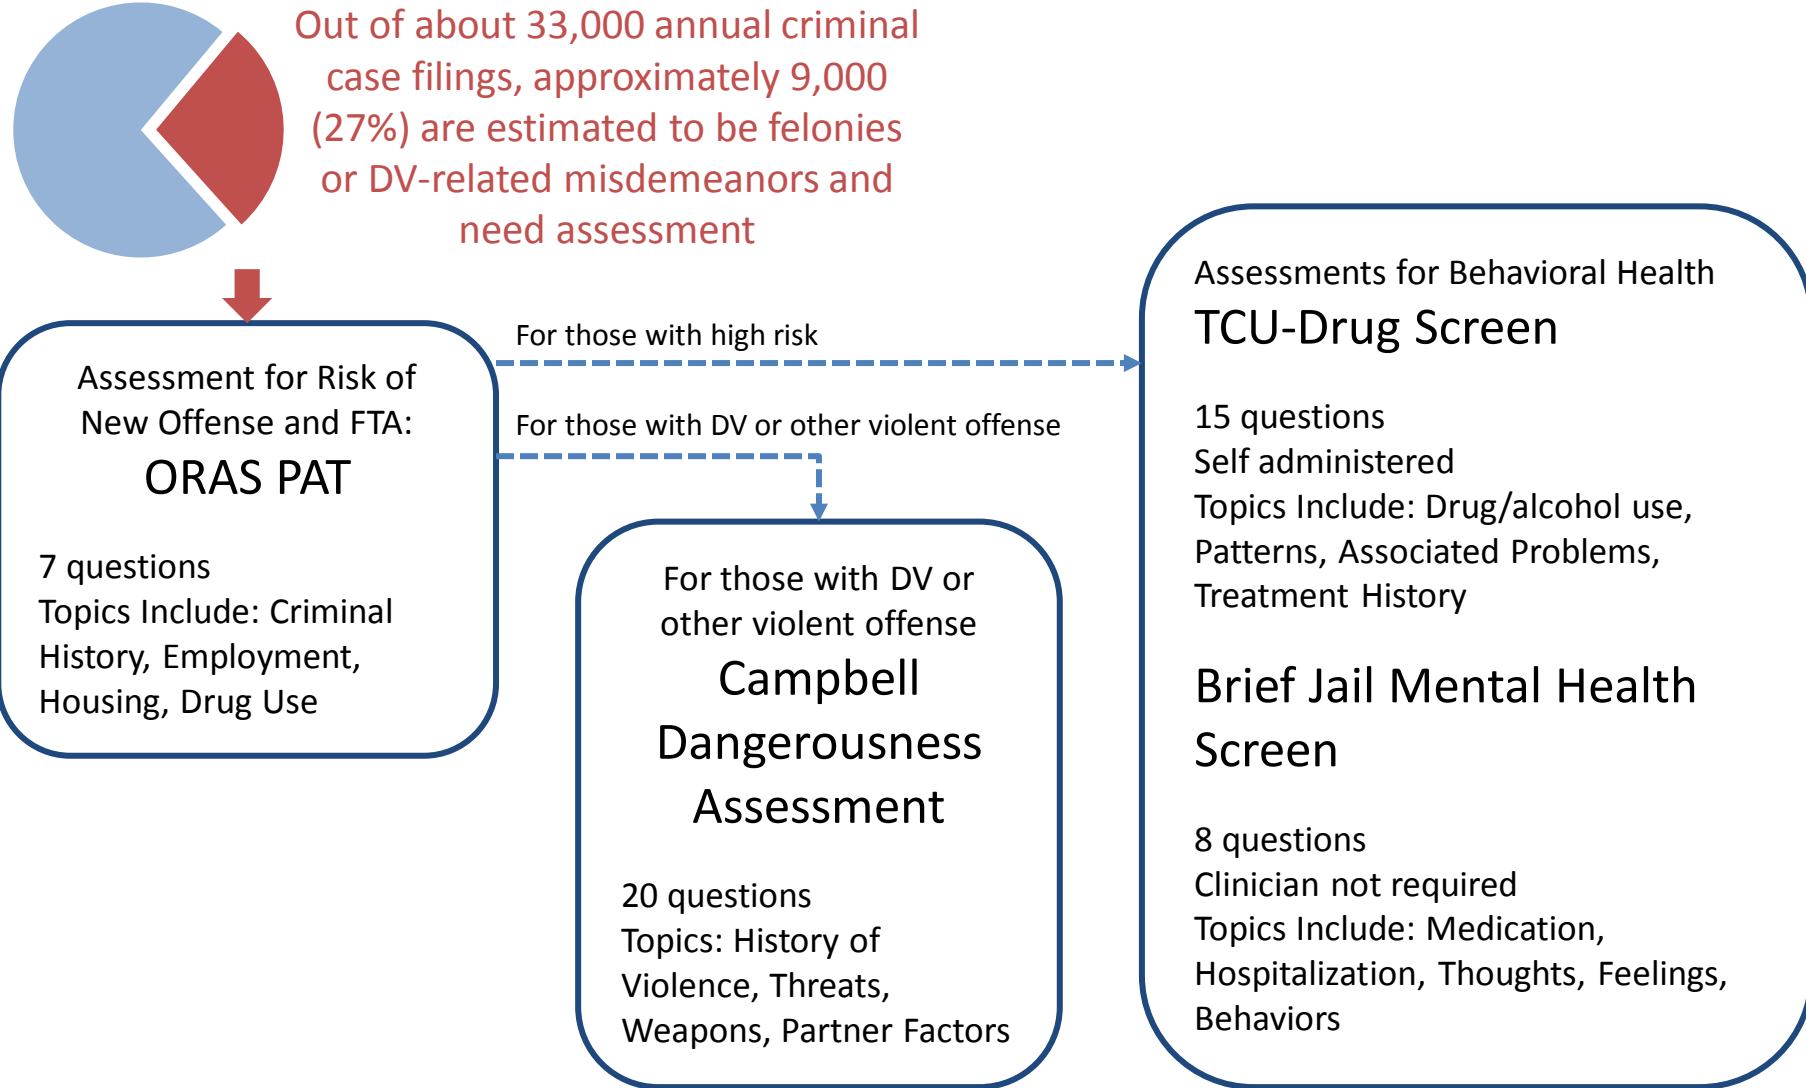 Out of about 33,000 annual criminal
case filings, approximately 9,000
(27%) are estimated to be felonies
or DV-related misdemeanors and
need assessment
Assessment for Risk of
New Offense and FTA:
ORAS PAT
7 questions
Topics Include: Criminal
History, Employment,
Housing, Drug Use
For those with high risk
For those with DV or other violent offense
For those with DV or
other violent offense
Campbell
Dangerousness
Assessment
20 questions
Topics: History of
Violence, Threats,
Weapons, Partner Factors
Assessments for Behavioral Health
TCU-Drug Screen
15 questions
Self administered
Topics Include: Drug/alcohol use,
Patterns, Associated Problems,
Treatment History
Brief Jail Mental Health
Screen
8 questions
Clinician not required
Topics Include: Medication,
Hospitalization, Thoughts, Feelings,
Behaviors